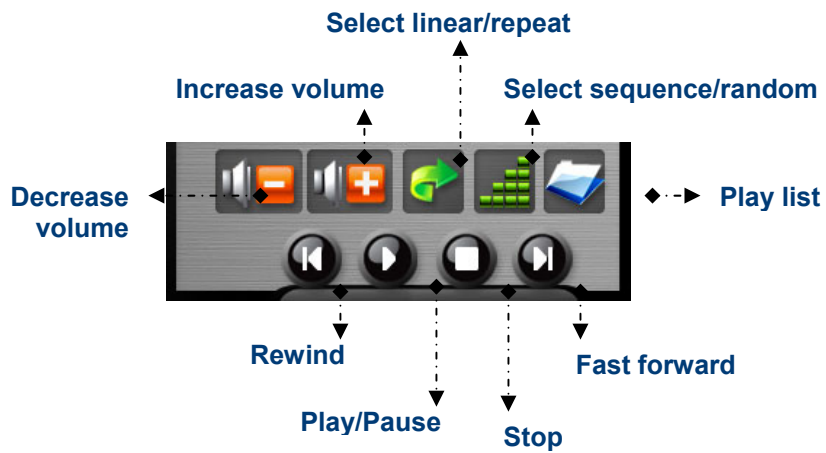 Select linear/repeat
Increase volume
Select sequence/random
Decrease
volume
Play list
Rewind
Fast forward
Play/Pause
Stop